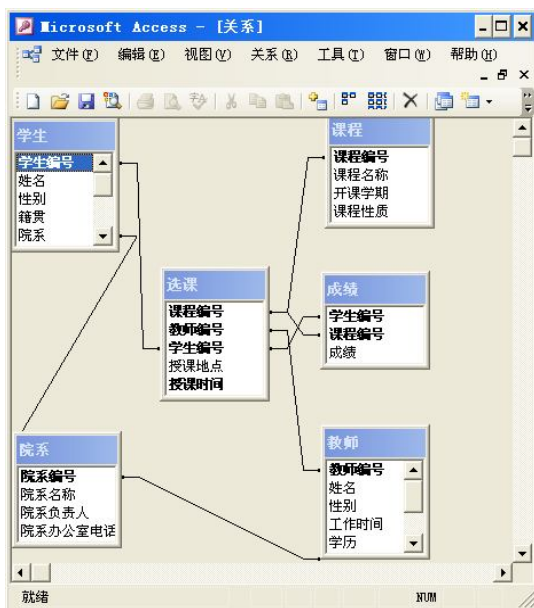 Microsoft Access - [关系]
文件(F) 编辑(E) 视图(V) 关系(R) 工具(T) 窗口(W) 帮助(H)
学生
学生编号
姓名
性别
籍贯
院系
课程
课程编号
课程名称
开课学期
课程性质
选课
课程编号
教师编号
学生编号
授课地点
授课时间
成绩
学生编号
课程编号
成绩
院系
院系编号
院系名称
院系负责人
院系办公室电话
教师
教师编号
姓名
性别
工作时间
学历
就绪 NUM